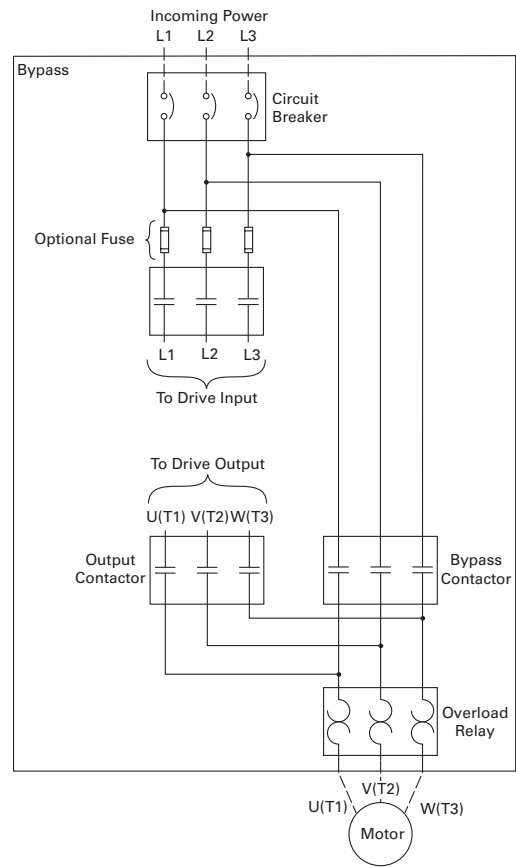 Incoming Power
L1 L2 L3
Bypass
Circuit
Breaker
Optional Fuse
L1 L2 L3
To Drive Input
To Drive Output
U(T1) V(T2) W(T3)
Output
Contactor
Bypass
Contactor
Overload
Relay
V(T2)
U(T1) W(T3)
Motor